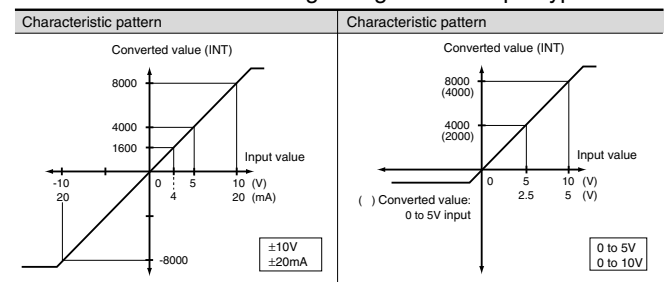 Characteristic pattern
Converted value (INT)
8000
4000
1600
Input value
-10 0 5 10 (V)
20 4 20 (mA)
-8000
±10V
±20mA
Characteristic pattern
Converted value (INT)
8000
(4000)
4000
(2000)
Input value
0 5 10 (V)
2.5 5 (V)
( ) Converted value:
0 to 5V input
0 to 5V
0 to 10V